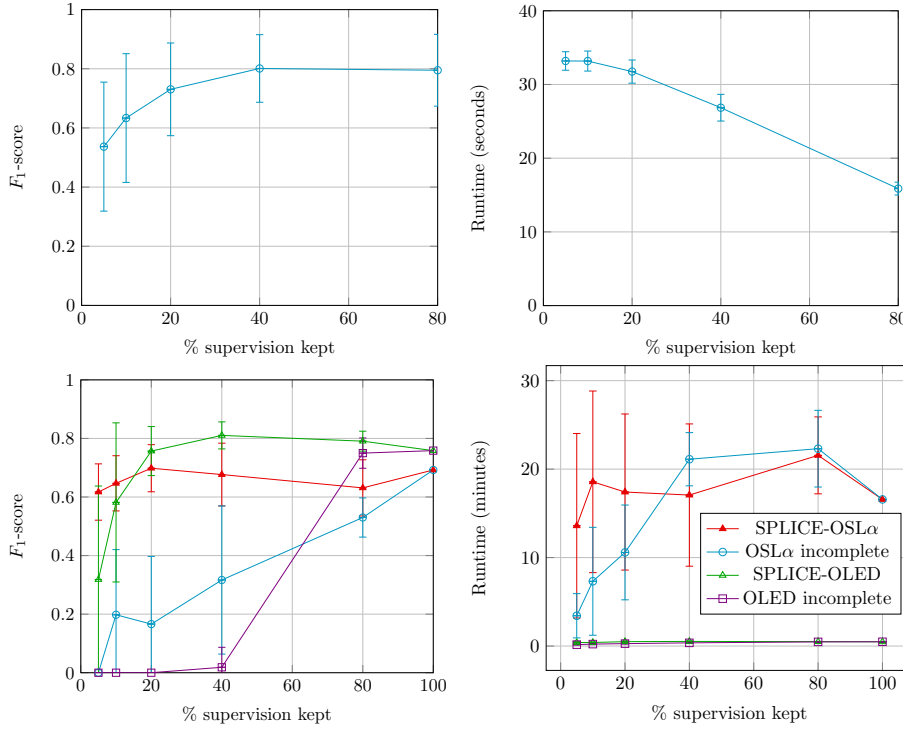 1
0.8
0.6
0.4
0.2
0
F1-score
0 20 40 60 80
% supervision kept
50
40
30
20
10
0
Runtime (seconds)
0 20 40 60 80
% supervision kept
1
0.8
0.6
0.4
0.2
0
F1-score
0 20 40 60 80 100
% supervision kept
30
20
10
0
Runtime (minutes)
0 20 40 60 80 100
% supervision kept
SPLICE-OSLα
OSLα incomplete
SPLICE-OLED
OLED incomplete